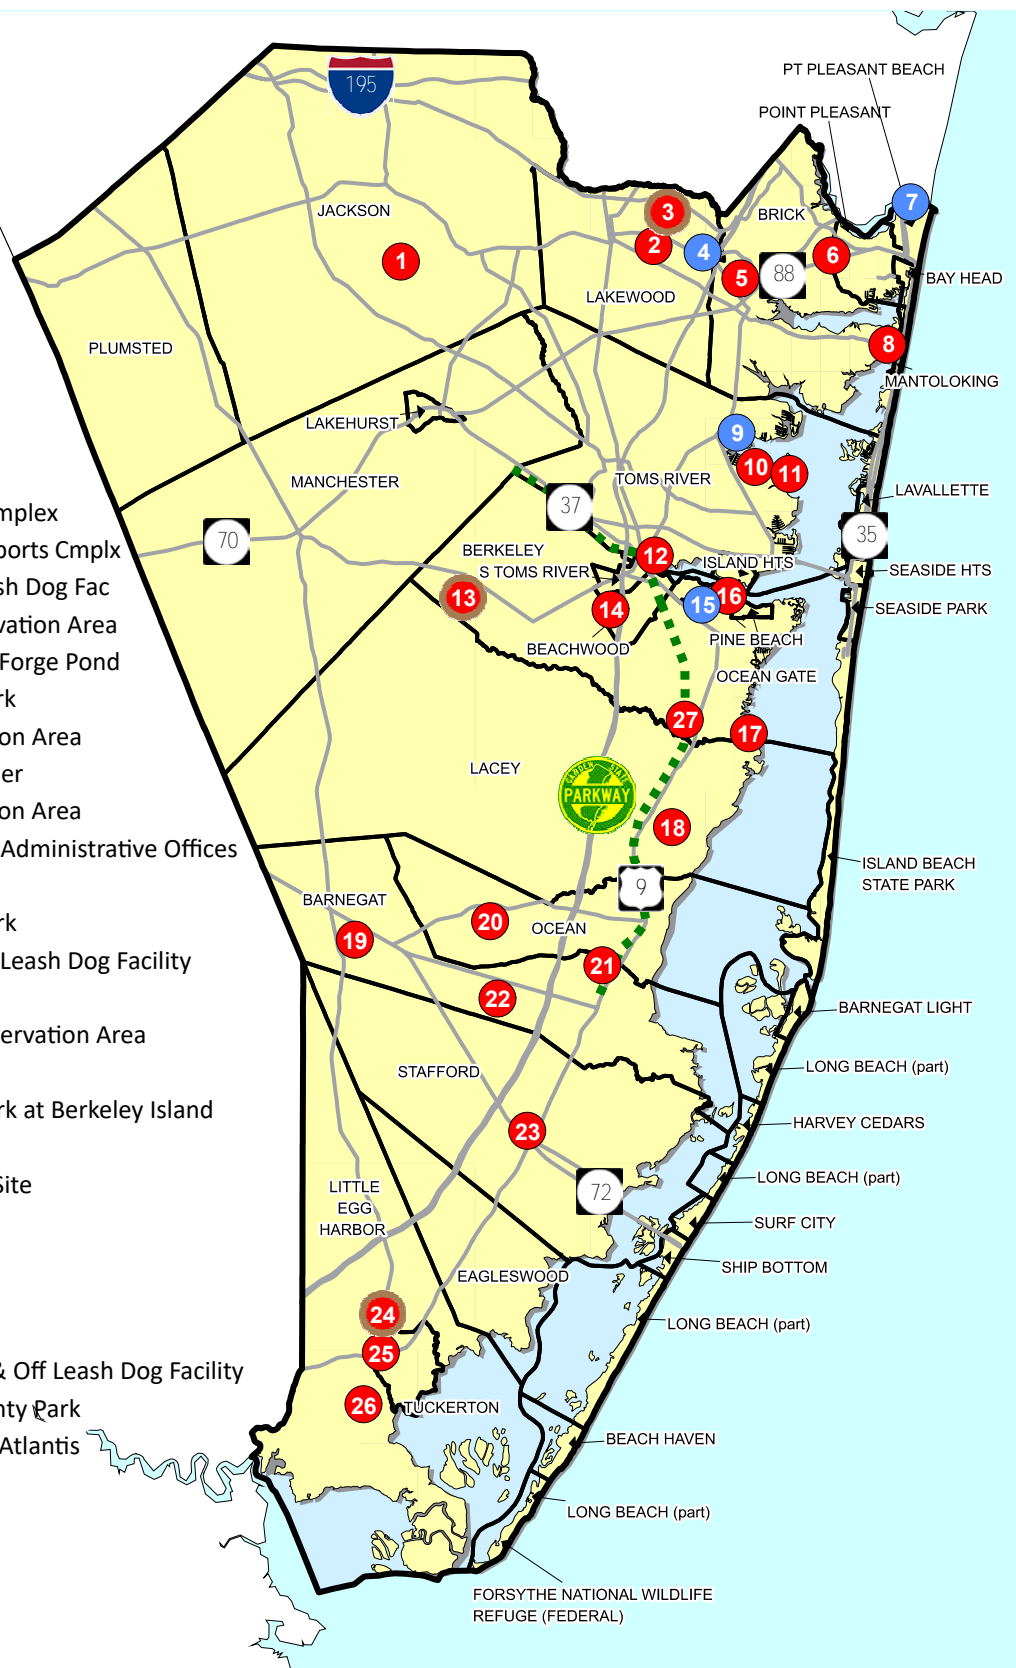 PT PLEASANT BEACH
195
POINT PLEASANT
7
3
JACKSON
BRICK
2
4
6
1
5
88
BAY HEAD
LAKEWOOD
PLUMSTED
8
MANTOLOKING
LAKEHURST
9
10
11
MANCHESTER
TOMS RIVER
LAVALLETTE
37
mplex
70
35
ports Cmplx
BERKELEY
12
ISLAND HTS
S TOMS RIVER
SEASIDE HTS
sh Dog Fac
13
14
15
16
SEASIDE PARK
vation Area
PINE BEACH
BEACHWOOD
Forge Pond
OCEAN GATE
rk
27
17
on Area
LACEY
er
GARDEN STATE
PARKWAY
on Area
18
Administrative Offices
ISLAND BEACH
STATE PARK
9
BARNEGAT
rk
20
OCEAN
19
Leash Dog Facility
21
22
BARNEGAT LIGHT
ervation Area
STAFFORD
LONG BEACH (part)
rk at Berkeley Island
HARVEY CEDARS
23
LONG BEACH (part)
Site
LITTLE
EGG
HARBOR
72
SURF CITY
SHIP BOTTOM
EAGLESWOOD
24
LONG BEACH (part)
25
& Off Leash Dog Facility
nty Park
26
TUCKERTON
Atlantis
BEACH HAVEN
LONG BEACH (part)
FORSYTHE NATIONAL WILDLIFE
REFUGE (FEDERAL)